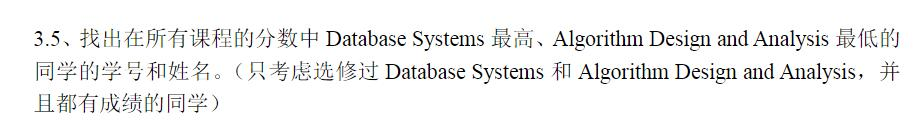 3.5、找出在所有课程的分数中 Database Systems 最高、Algorithm Design and Analysis 最低的
同学的学号和姓名。（只考虑选修过 Database Systems 和 Algorithm Design and Analysis，并
且都有成绩的同学）